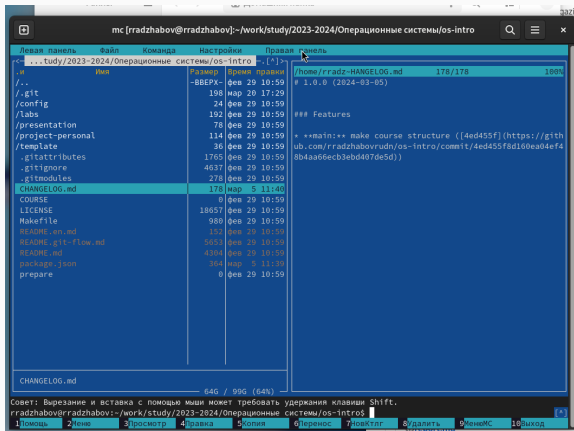 mc [rradzhabov@rradzhabov]:~/work/study/2023-2024/Операционные системы/os-intro
Левая панель Файл Команда Настройки Правая панель
<─ ...tudy/2023-2024/Операционные системы/os-intro ─.[^]>
/home/rradz~HANGELOG.md 178/178 100%
.и Имя Размер Время правки
/.. -ВВЕРХ- фев 29 10:59
/.git 198 мар 20 17:29
/config 24 фев 29 10:59
/labs 192 фев 29 10:59
/presentation 78 фев 29 10:59
/project-personal 114 фев 29 10:59
/template 36 фев 29 10:59
.gitattributes 1765 фев 29 10:59
.gitignore 4637 фев 29 10:59
.gitmodules 278 фев 29 10:59
CHANGELOG.md 178 мар 5 11:40
COURSE 0 фев 29 10:59
LICENSE 18657 фев 29 10:59
Makefile 980 фев 29 10:59
README.en.md 152 фев 29 10:59
README.git-flow.md 5653 фев 29 10:59
README.md 4304 фев 29 10:59
package.json 364 мар 5 11:39
prepare 0 фев 29 10:59
# 1.0.0 (2024-03-05)
### Features
* **main:** make course structure ([4ed455f](https://gith
ub.com/rradzhabovrudn/os-intro/commit/4ed455f8d160ea04ef4
8b4aa66ecb3ebd407de5d))
CHANGELOG.md
64G / 99G (64%)
Совет: Вырезание и вставка с помощью мыши может требовать удержания клавиши Shift.
rradzhabov@rradzhabov:~/work/study/2023-2024/Операционные системы/os-intro$ [^]
1Помощь 2Меню 3Просмотр 4Правка 5Копия 6Перенос 7НовКтлг 8Удалить 9МенюМС 10Выход